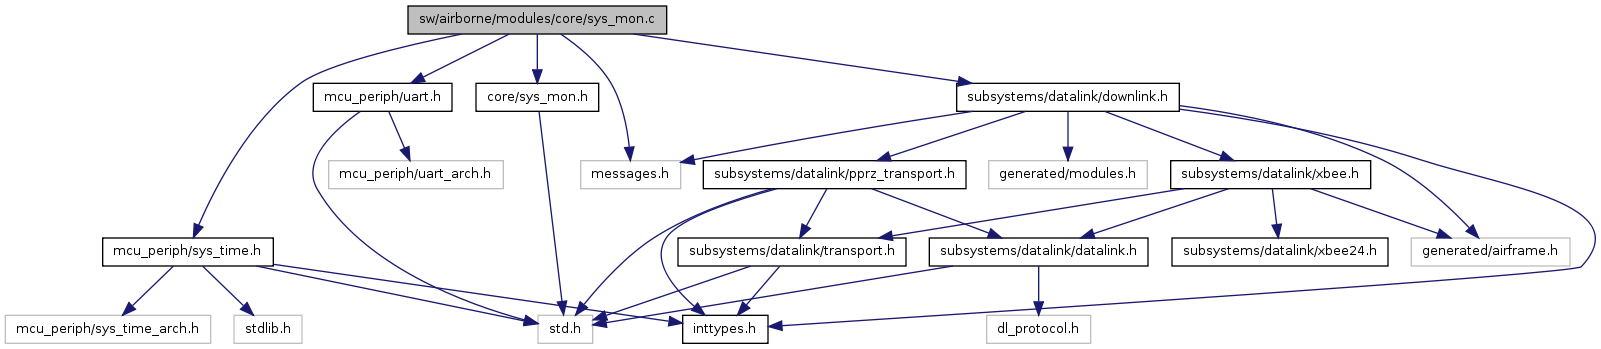 sw/airborne/modules/core/sys_mon.c
mcu_periph/uart.h
core/sys_mon.h
subsystems/datalink/downlink.h
mcu_periph/uart_arch.h
messages.h
subsystems/datalink/pprz_transport.h
generated/modules.h
subsystems/datalink/xbee.h
mcu_periph/sys_time.h
subsystems/datalink/transport.h
subsystems/datalink/datalink.h
subsystems/datalink/xbee24.h
generated/airframe.h
mcu_periph/sys_time_arch.h
stdlib.h
std.h
inttypes.h
dl_protocol.h